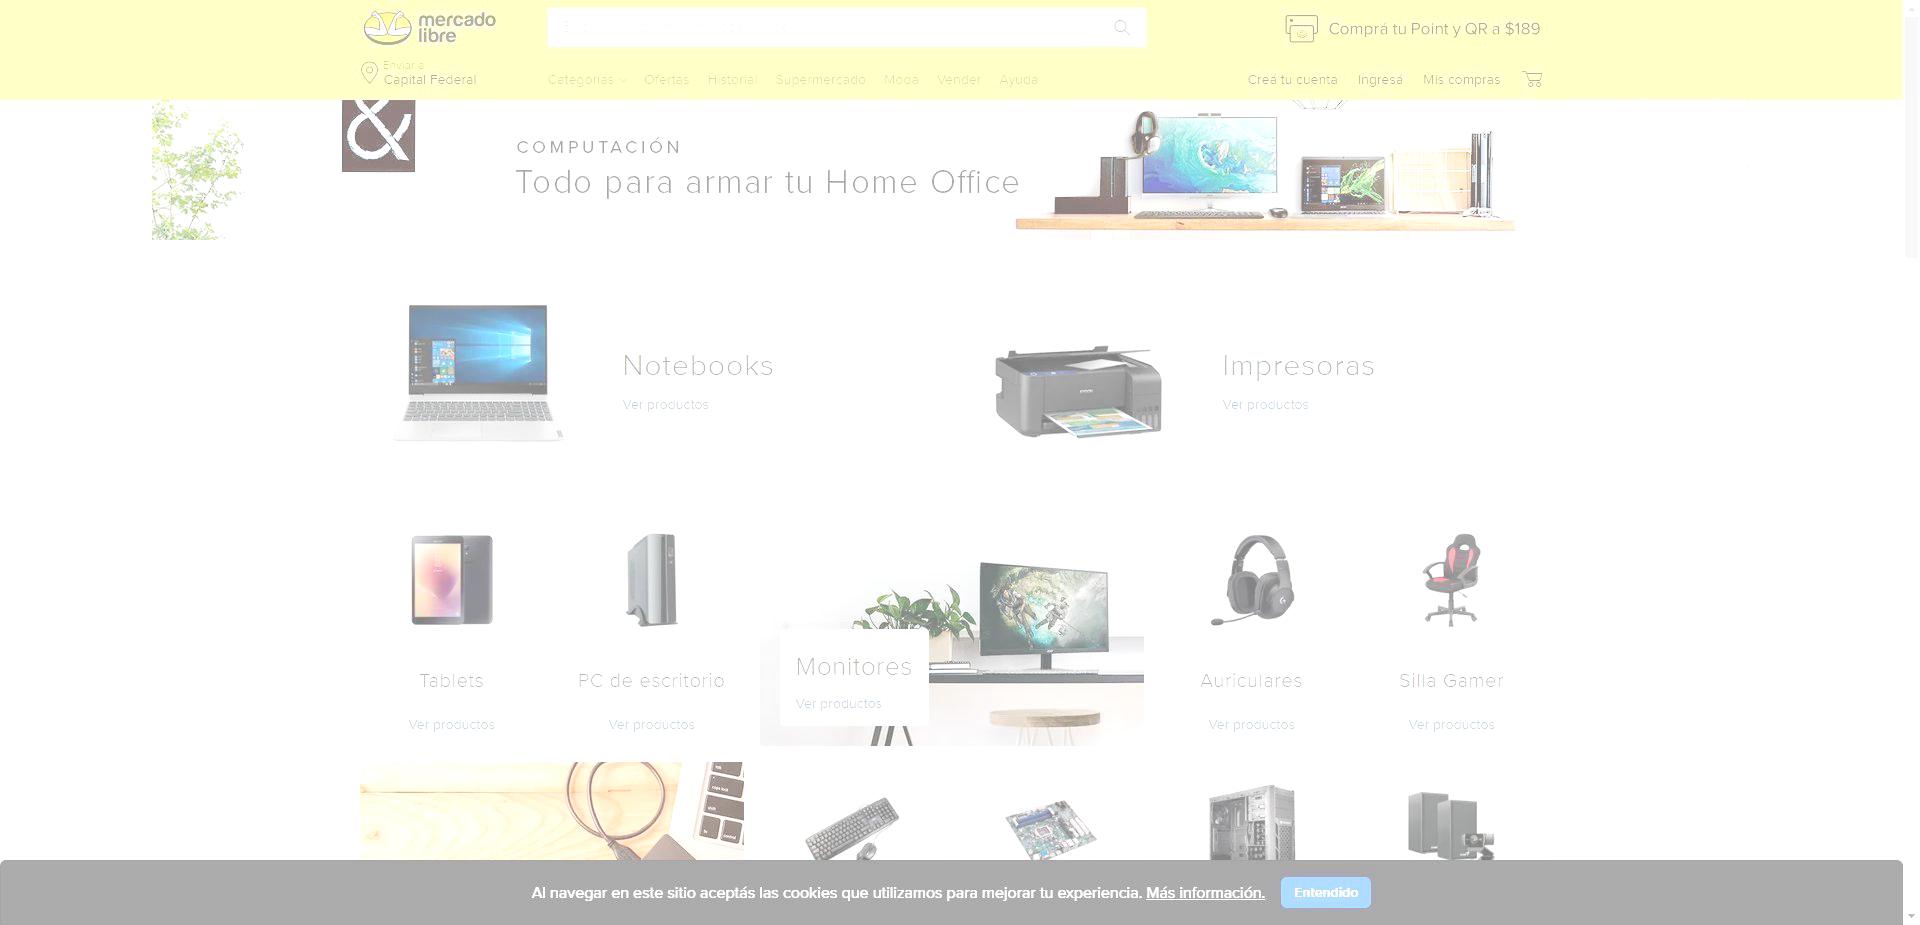 mercado
libre
Comprá tu Point y QR a $189
Enviar a
Capital Federal
Categorías Ofertas Historial Supermercado Moda Vender Ayuda
Creá tu cuenta Ingresá Mis compras
&
COMPUTACIÓN
Todo para armar tu Home Office
Notebooks
Ver productos
Impresoras
Ver productos
Tablets
Ver productos
PC de escritorio
Ver productos
Monitores
Ver productos
Auriculares
Ver productos
Silla Gamer
Ver productos
Al navegar en este sitio aceptás las cookies que utilizamos para mejorar tu experiencia. Más información. Entendido